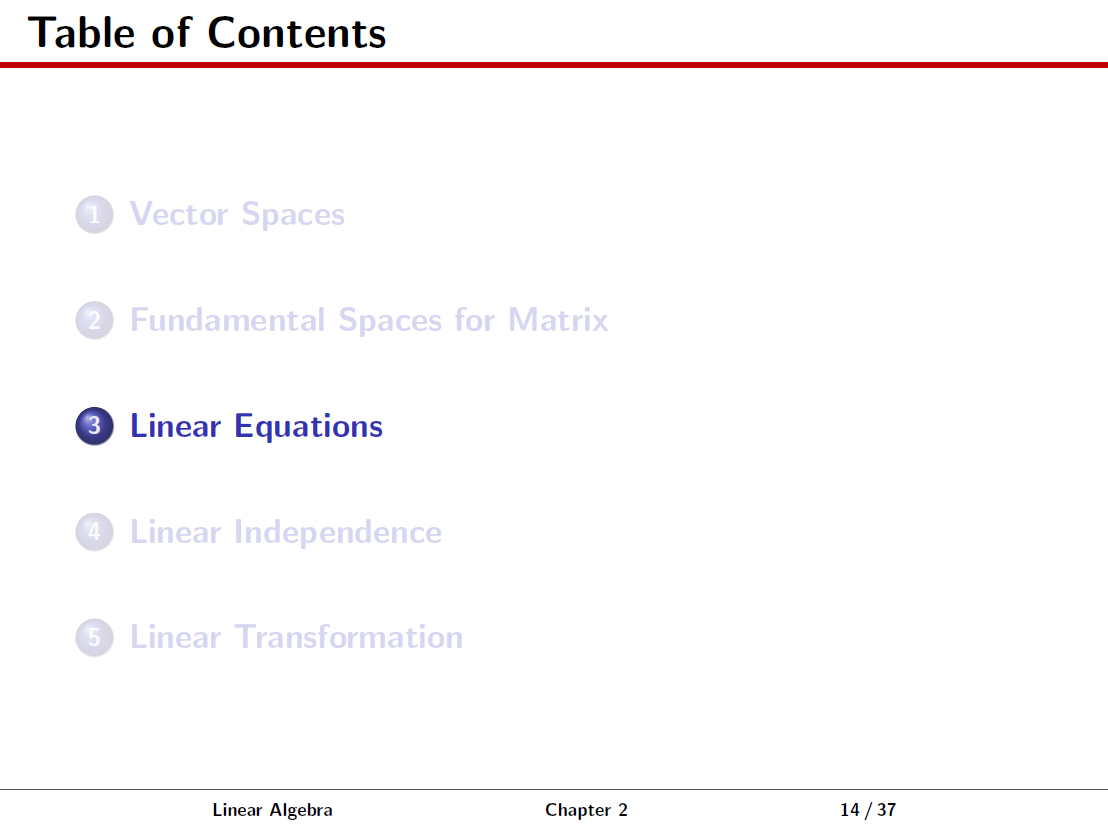 Table of Contents
1 Vector Spaces
2 Fundamental Spaces for Matrix
3 Linear Equations
4 Linear Independence
5 Linear Transformation
Linear Algebra Chapter 2 14 / 37